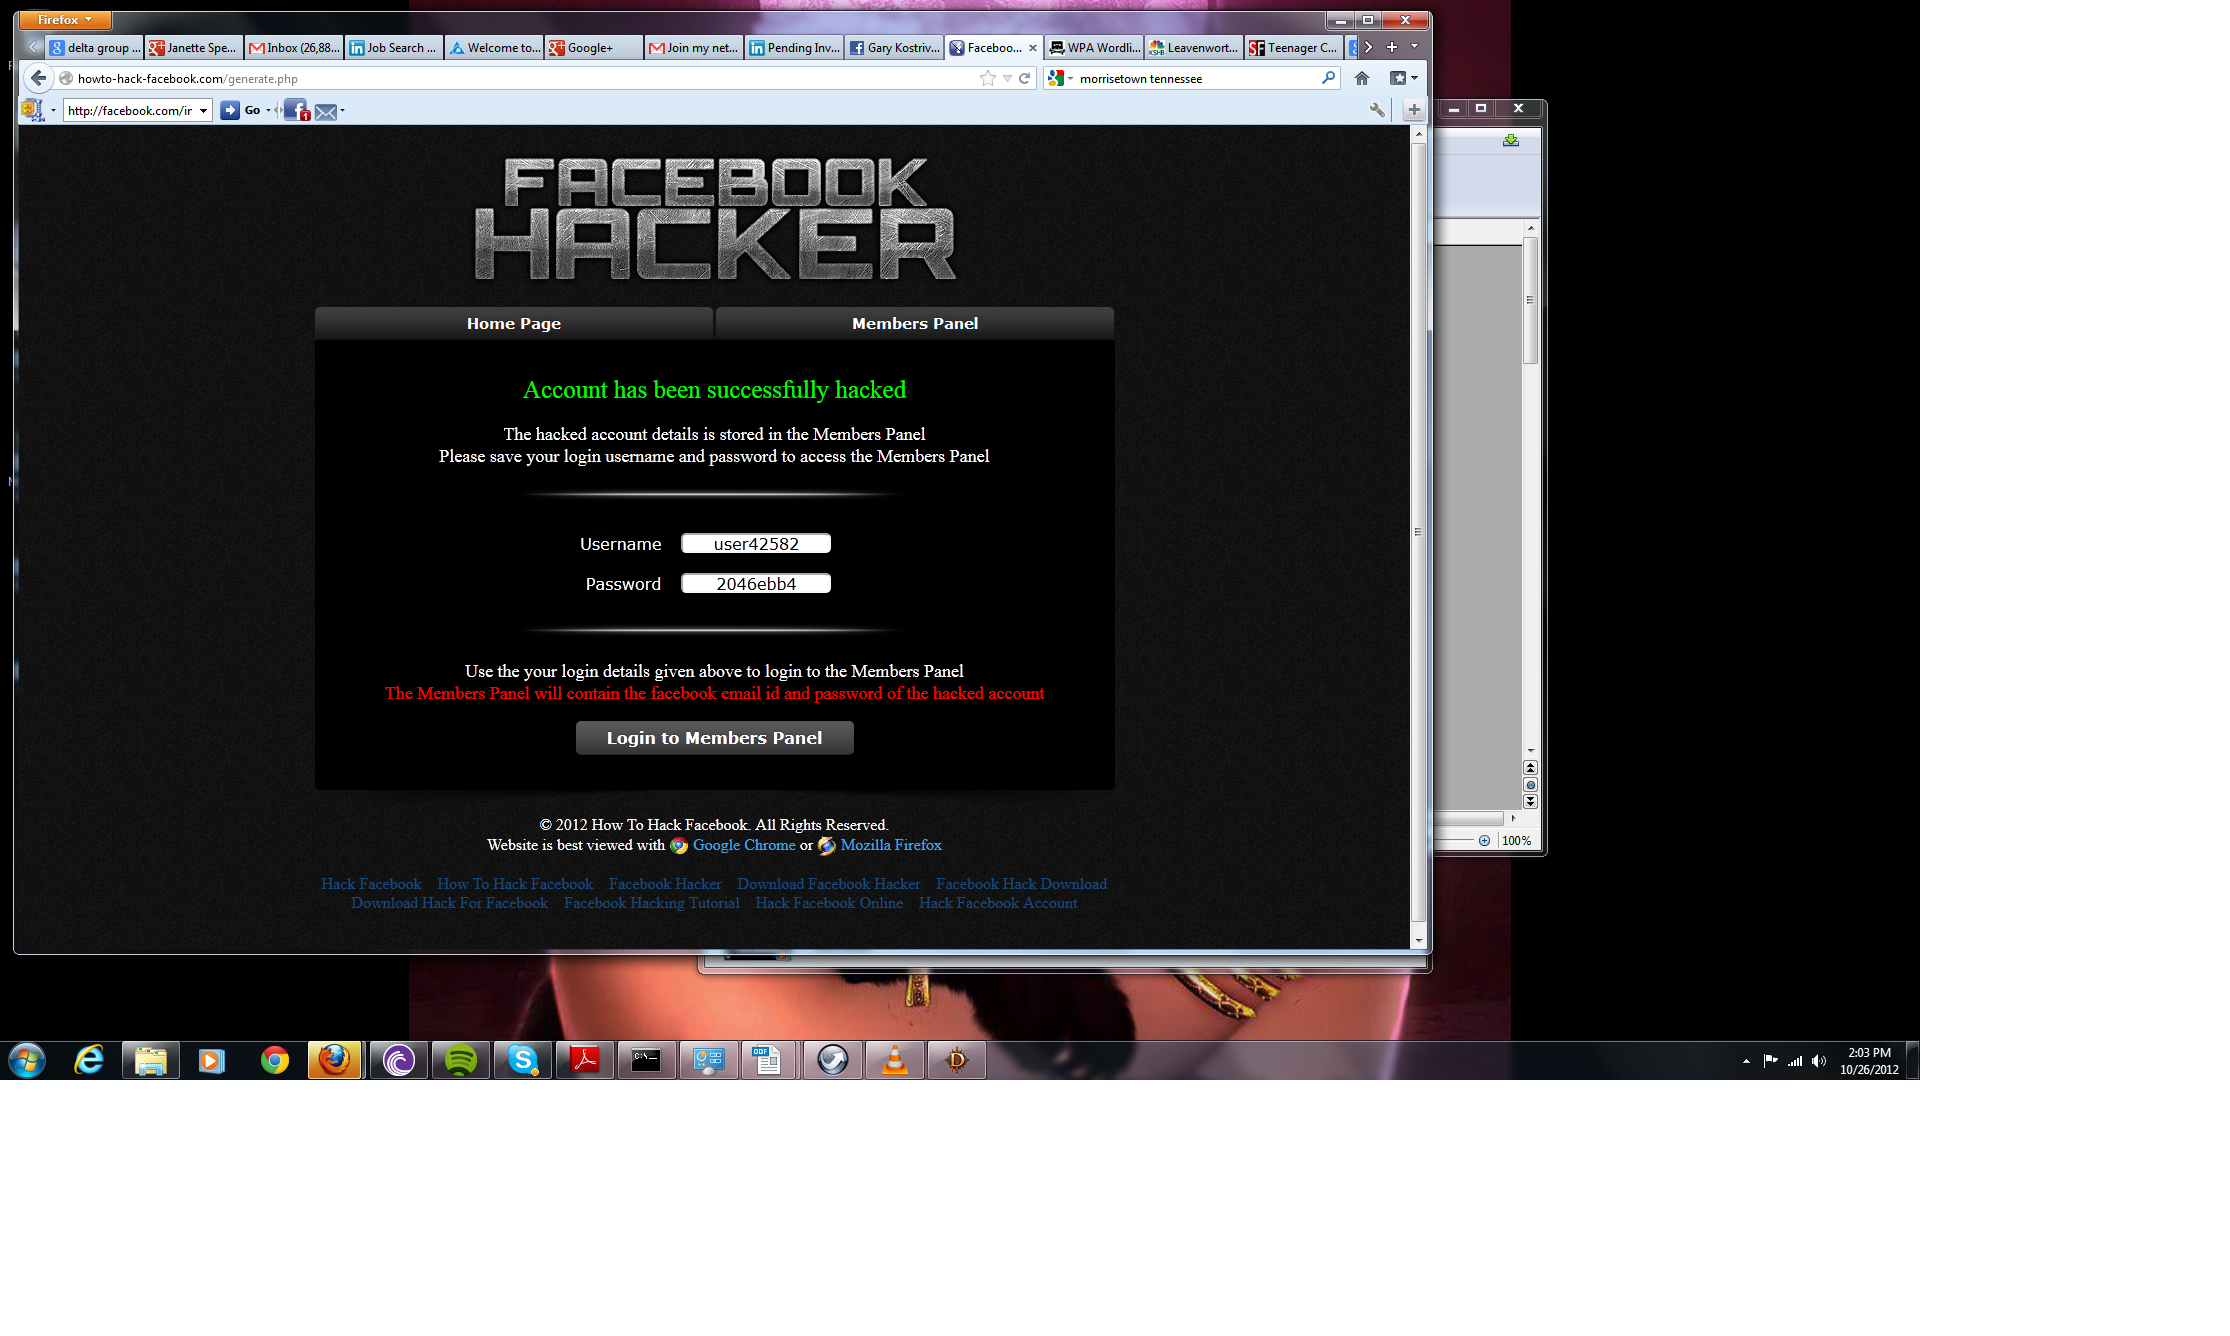 Firefox
delta group ...
Janette Spe...
Inbox (26,88...
Job Search ...
Welcome to...
Google+
Join my net...
Pending Inv...
Gary Kostriv...
Faceboo...
WPA Wordli...
Leavenwort...
Teenager C...
howto-hack-facebook.com/generate.php
morrisetown tennessee
http://facebook.com/ir
Go
1
FACEBOOK
HACKER
Home Page
Members Panel
Account has been successfully hacked
The hacked account details is stored in the Members Panel
Please save your login username and password to access the Members Panel
Username
user42582
Password
2046ebb4
Use the your login details given above to login to the Members Panel
The Members Panel will contain the facebook email id and password of the hacked account
Login to Members Panel
© 2012 How To Hack Facebook. All Rights Reserved.
Website is best viewed with Google Chrome or Mozilla Firefox
Hack Facebook How To Hack Facebook Facebook Hacker Download Facebook Hacker Facebook Hack Download
Download Hack For Facebook Facebook Hacking Tutorial Hack Facebook Online Hack Facebook Account
100%
2:03 PM
10/26/2012